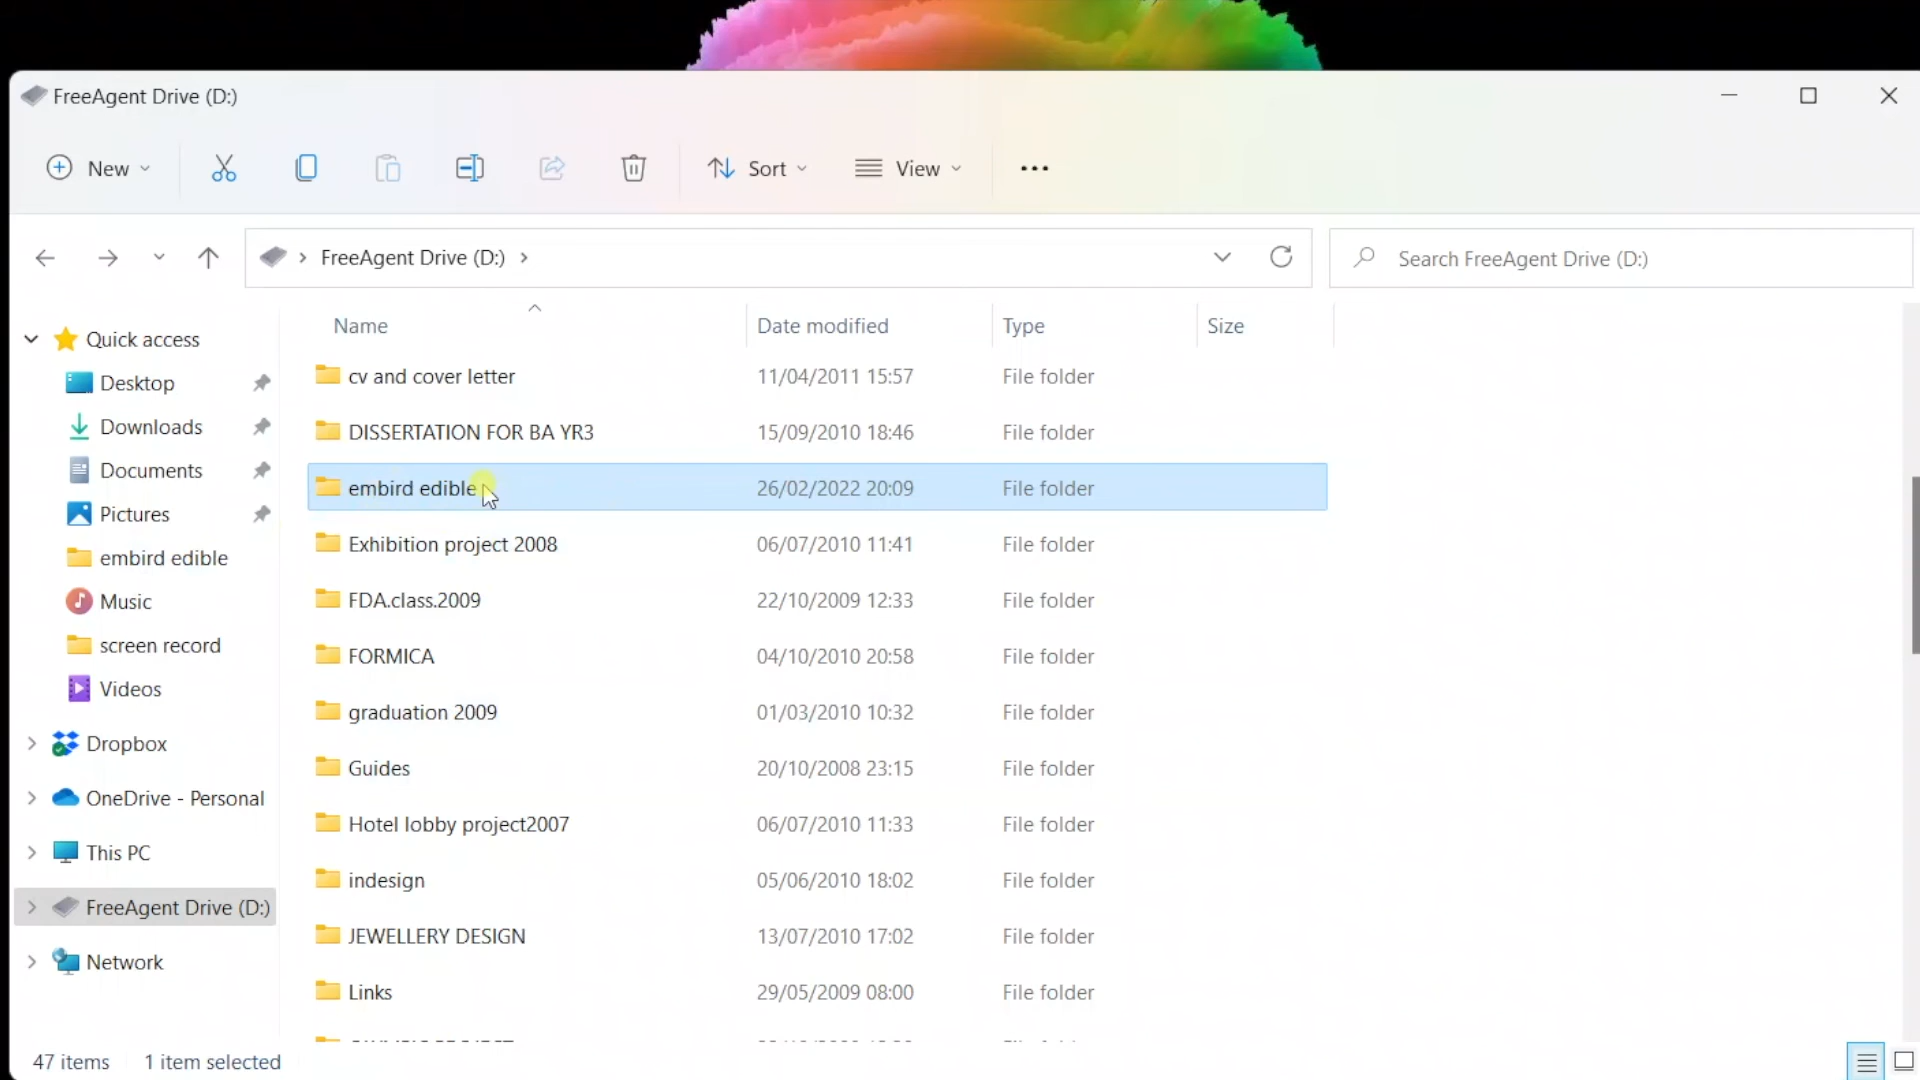 FreeAgent Drive (D:)
New
Sort
View
FreeAgent Drive (D:)
Search FreeAgent Drive (D:)
Name Date modified Type Size
Quick access
Desktop
Downloads
Documents
Pictures
embird edible
Music
screen record
Videos
Dropbox
OneDrive - Personal
This PC
FreeAgent Drive (D:)
Network
cv and cover letter 11/04/2011 15:57 File folder
DISSERTATION FOR BA YR3 15/09/2010 18:46 File folder
embird edible 26/02/2022 20:09 File folder
Exhibition project 2008 06/07/2010 11:41 File folder
FDA.class.2009 22/10/2009 12:33 File folder
FORMICA 04/10/2010 20:58 File folder
graduation 2009 01/03/2010 10:32 File folder
Guides 20/10/2008 23:15 File folder
Hotel lobby project2007 06/07/2010 11:33 File folder
indesign 05/06/2010 18:02 File folder
JEWELLERY DESIGN 13/07/2010 17:02 File folder
Links 29/05/2009 08:00 File folder
47 items 1 item selected